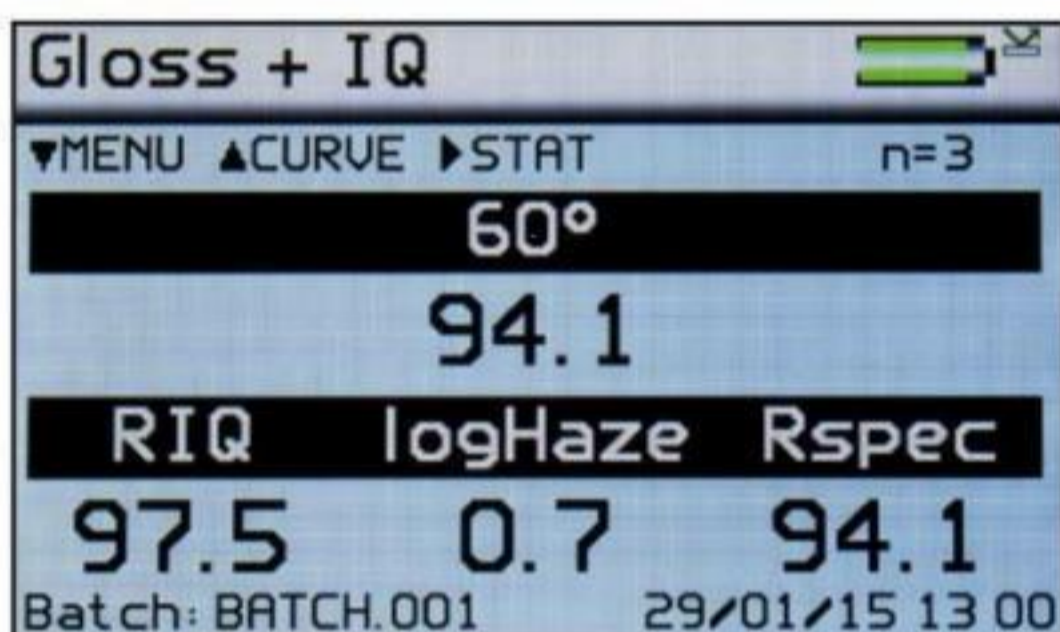 Gloss + IQ
▼MENU ▲CURVE ▶STAT n=3
60°
94.1
RIQ logHaze Rspec
97.5 0.7 94.1
Batch: BATCH.001 29/01/15 13 00